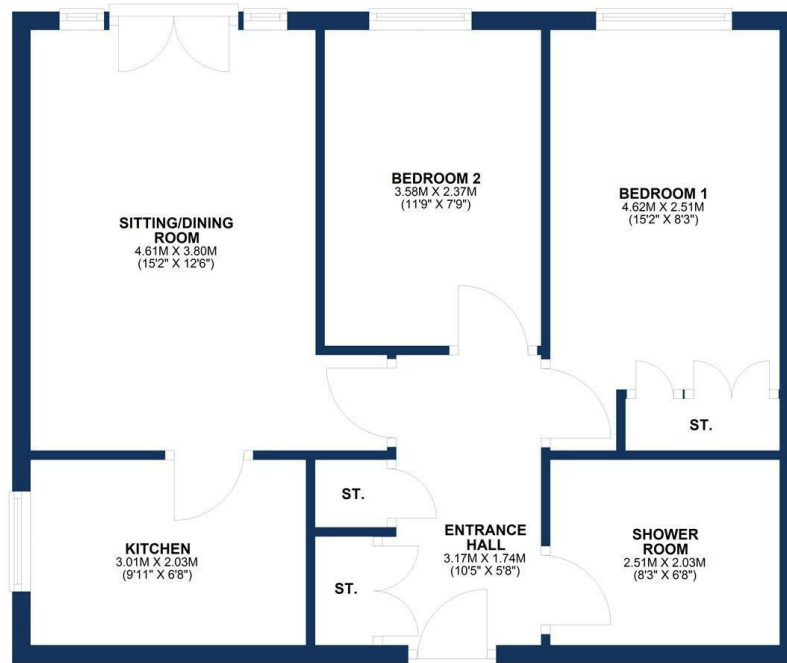 BEDROOM 2
3.58M X 2.37M
(11'9" X 7'9")
BEDROOM 1
4.62M X 2.51M
(15'2" X 8'3")
SITTING/DINING
ROOM
4.61M X 3.80M
(15'2" X 12'6")
ST.
ST.
ST.
KITCHEN
3.01M X 2.03M
(9'11" X 6'8")
ENTRANCE
HALL
3.17M X 1.74M
(10'5" X 5'8")
SHOWER
ROOM
2.51M X 2.03M
(8'3" X 6'8")